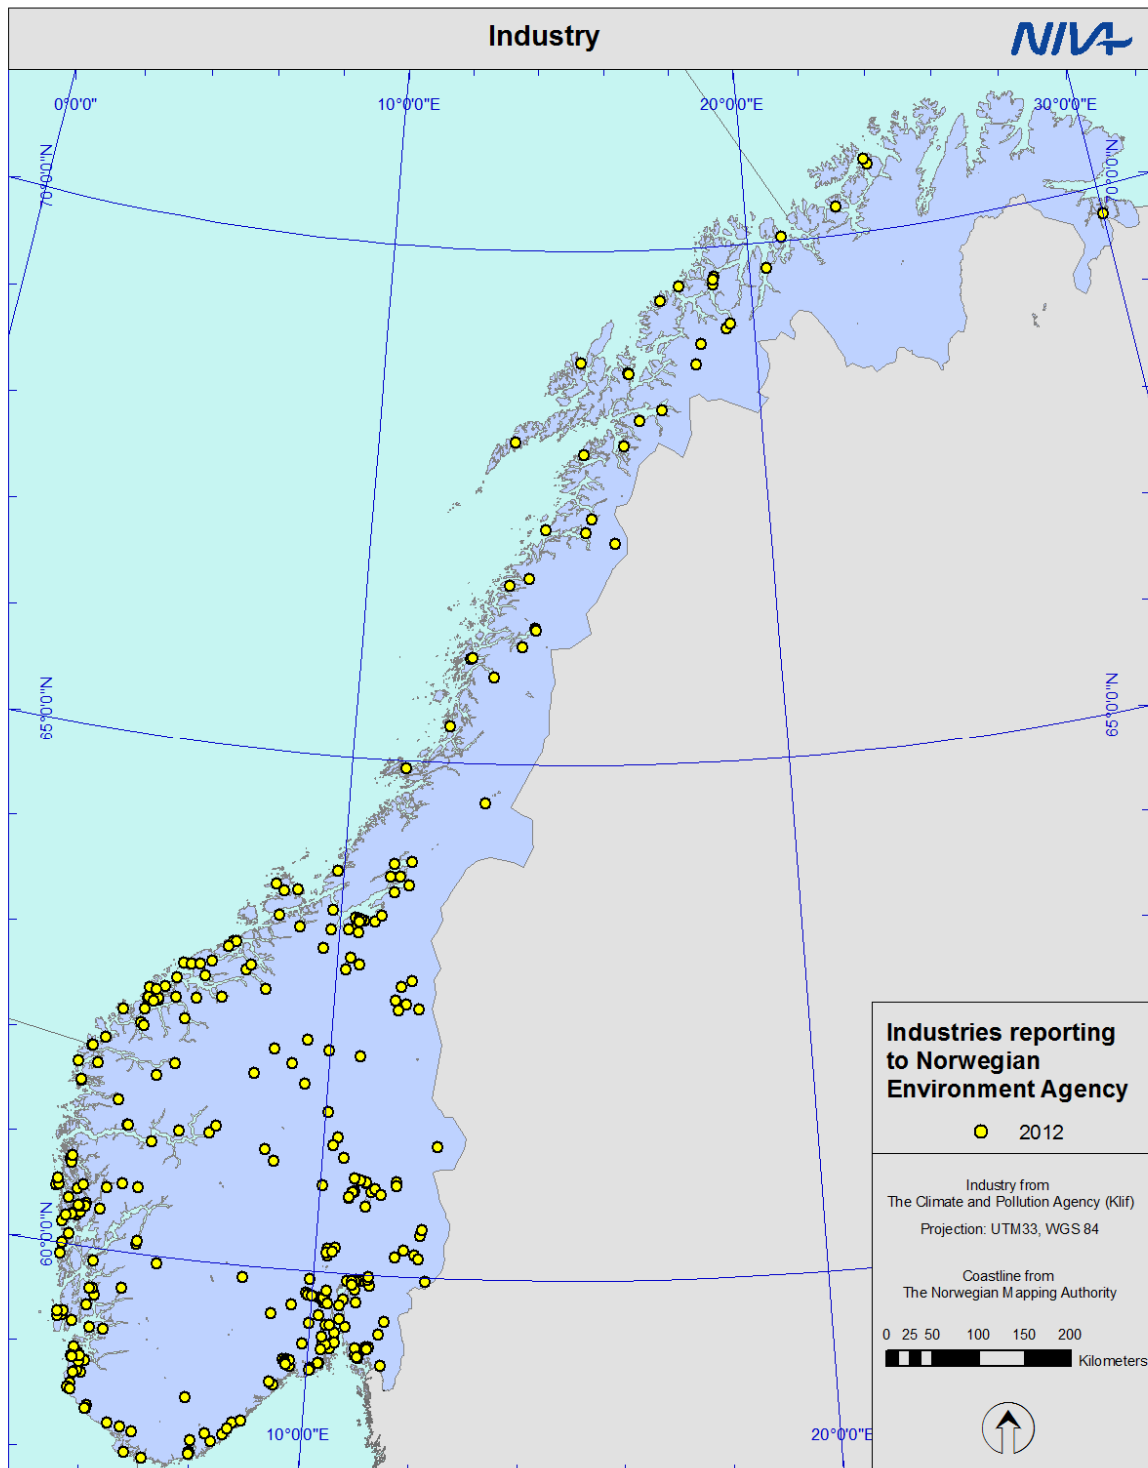 Industry
NIVA
0°0'0"
10°0'0"E
20°0'0"E
30°0'0"E
70°0'0"N
70°0'0"N
65°0'0"N
65°0'0"N
60°0'0"N
10°0'0"E
20°0'0"E
Industries reporting
to Norwegian
Environment Agency
2012
Industry from
The Climate and Pollution Agency (Klif)
Projection: UTM33, WGS 84
Coastline from
The Norwegian Mapping Authority
0 25 50 100 150 200
Kilometers